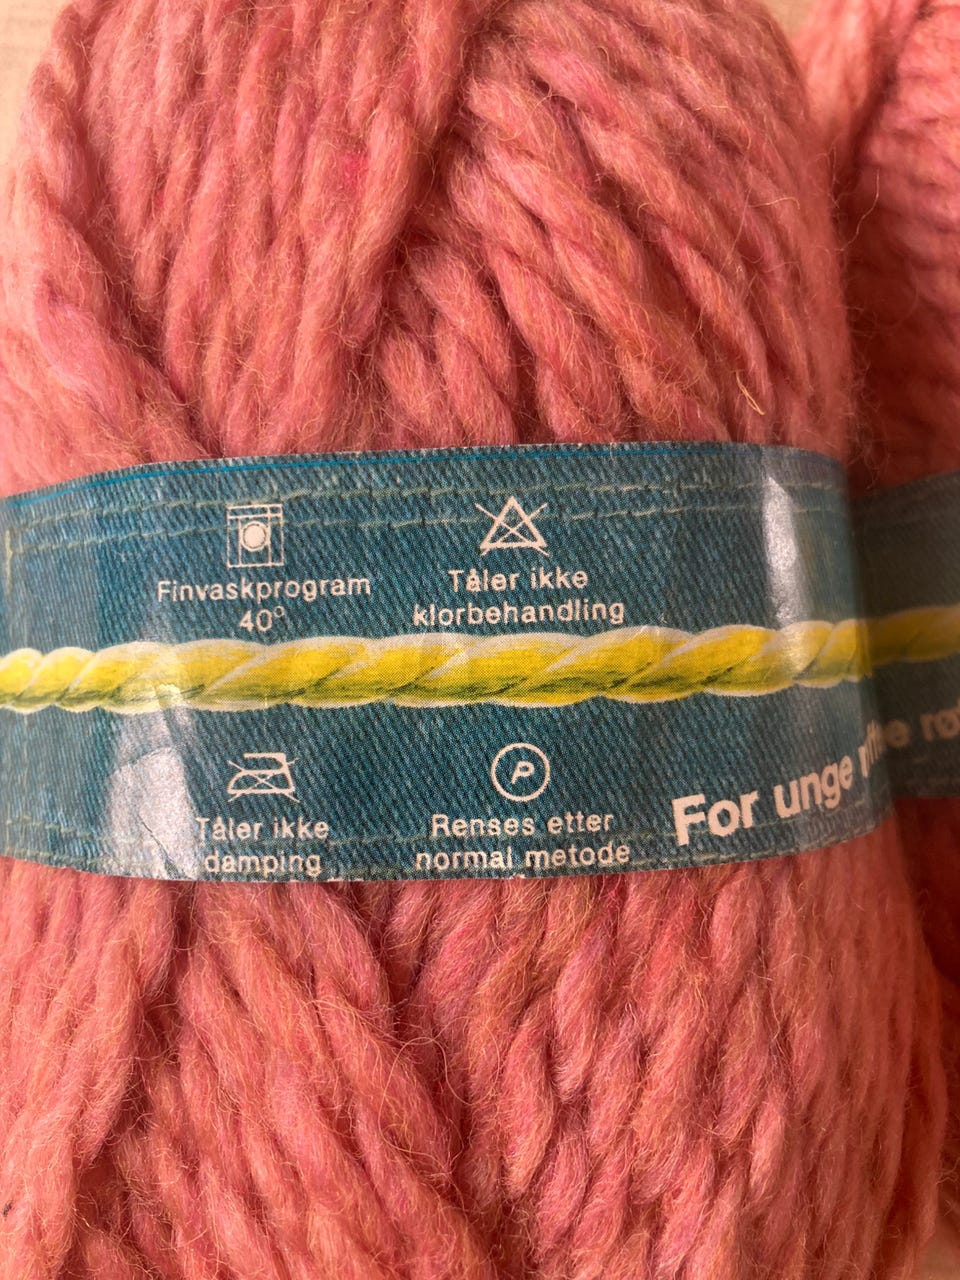 Finvaskprogram
40°
Tåler ikke
klorbehandling
Tåler ikke
damping
P
Renses etter
normal metode
For unge